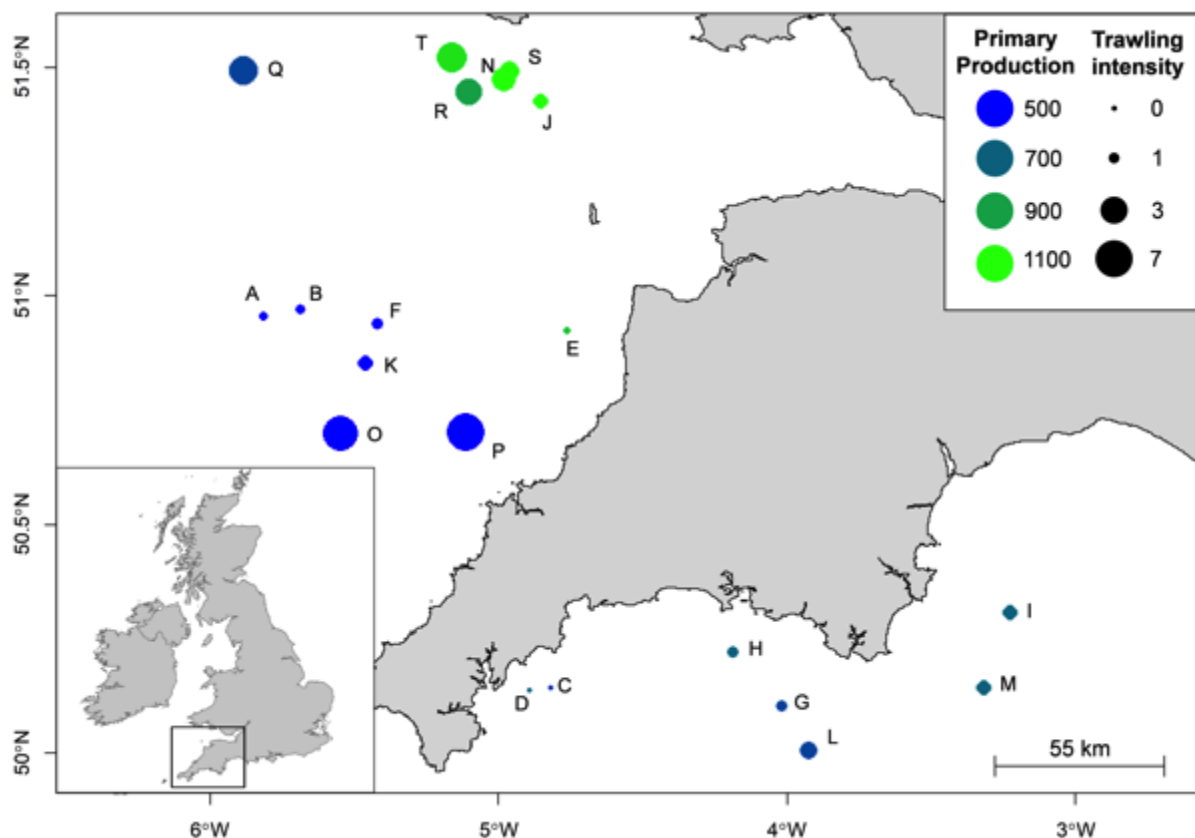 Primary Production
Trawling intensity
500
0
700
1
900
3
1100
7
T
S
N
Q
R
J
A
B
F
E
K
O
P
I
H
M
D
C
G
L
55 km
51.5°N
51°N
50.5°N
50°N
6°W
5°W
4°W
3°W